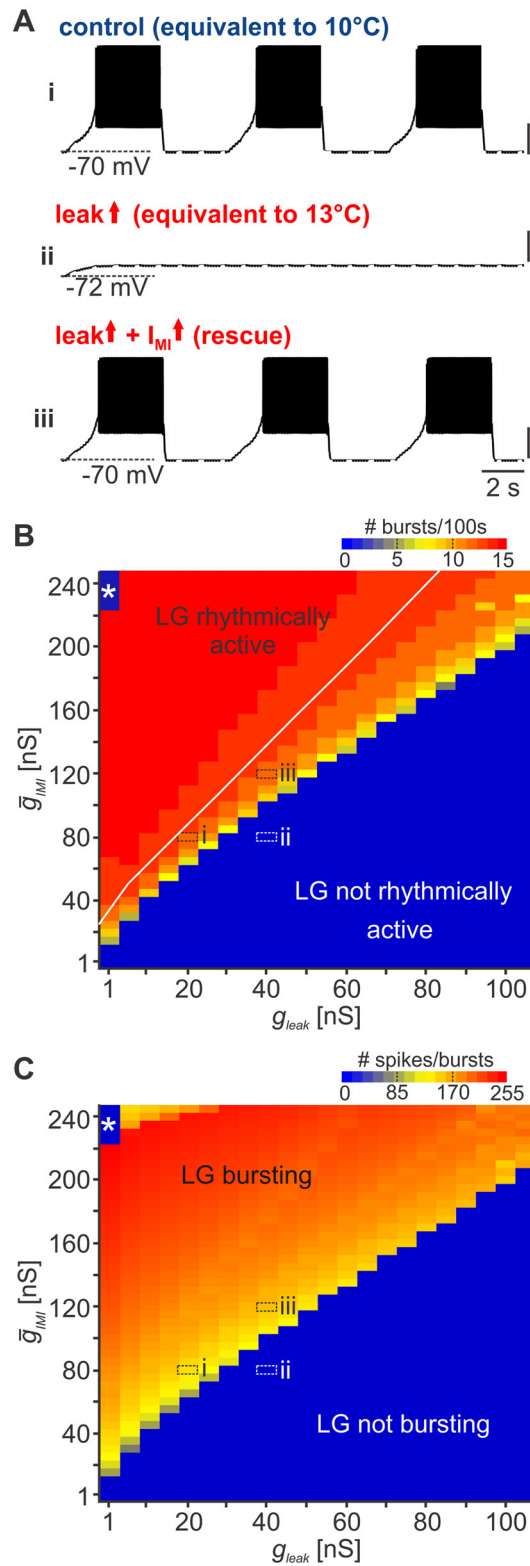 A
control (equivalent to 10°C)
i
-70 mV
leak ↑ (equivalent to 13°C)
ii
-72 mV
leak↑ + I_MI ↑ (rescue)
iii
-70 mV
2 s
B
# bursts/100s
0 5 10 15
240
200
160
120
80
40
1
ḡ_IMI [nS]
*
LG rhythmically
active
iii
i
ii
LG not rhythmically
active
1 20 40 60 80 100
g_leak [nS]
C
# spikes/bursts
0 85 170 255
240
200
160
120
80
40
1
ḡ_IMI [nS]
*
LG bursting
iii
i
ii
LG not bursting
1 20 40 60 80 100
g_leak [nS]